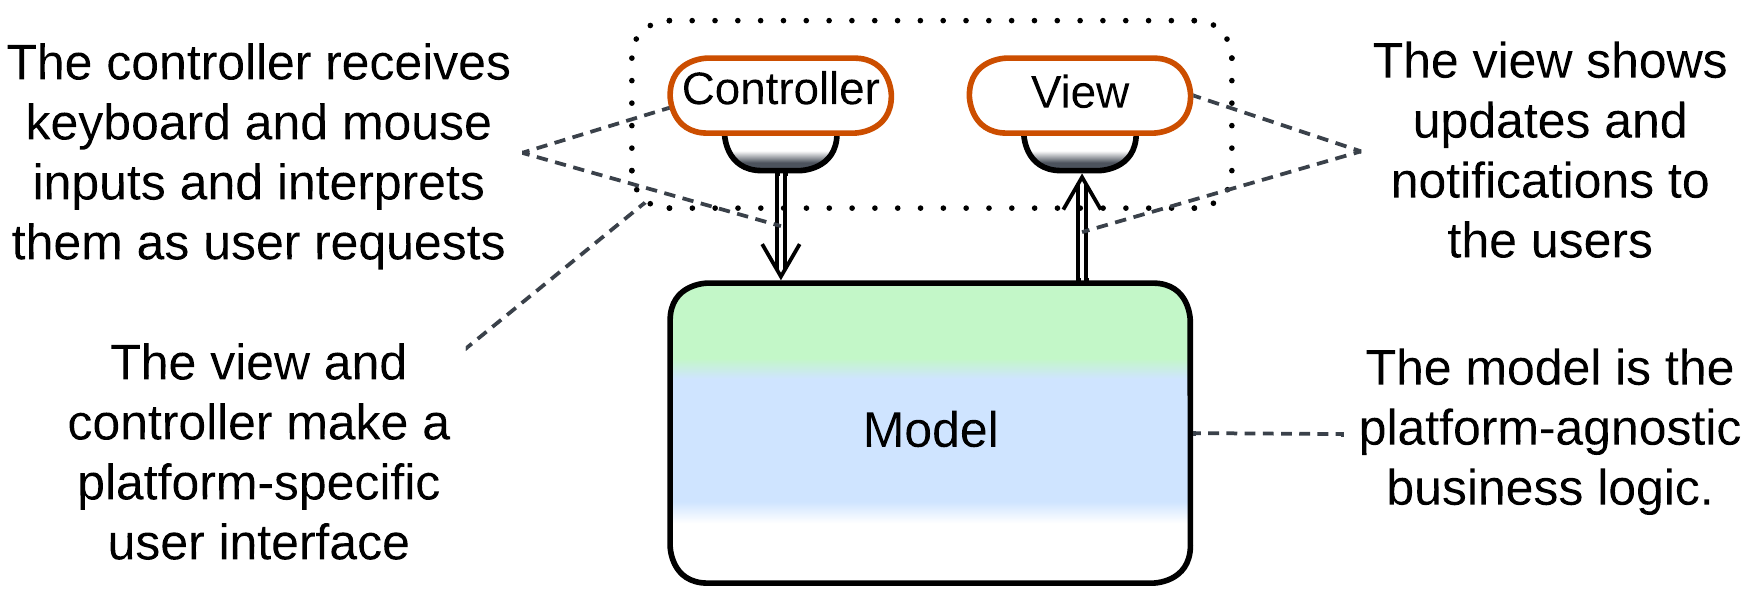 The controller receives
keyboard and mouse
inputs and interprets
them as user requests
Controller
View
The view shows
updates and
notifications to
the users
The view and
controller make a
platform-specific
user interface
Model
The model is the
platform-agnostic
business logic.